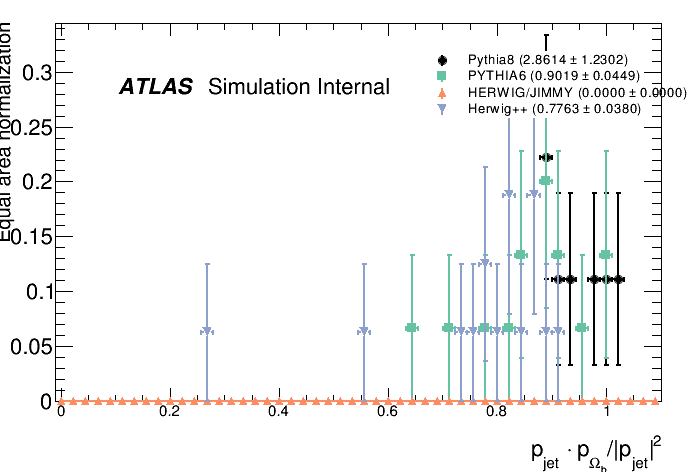 Equal area normalization
ATLAS Simulation Internal
Pythia8 (2.8614 ± 1.2302)
PYTHIA6 (0.9019 ± 0.0449)
HERWIG/JIMMY (0.0000 ± 0.0000)
Herwig++ (0.7763 ± 0.0380)
0.3
0.25
0.2
0.15
0.1
0.05
0
0 0.2 0.4 0.6 0.8 1
p_jet · p_Ω_b/|p_jet|²